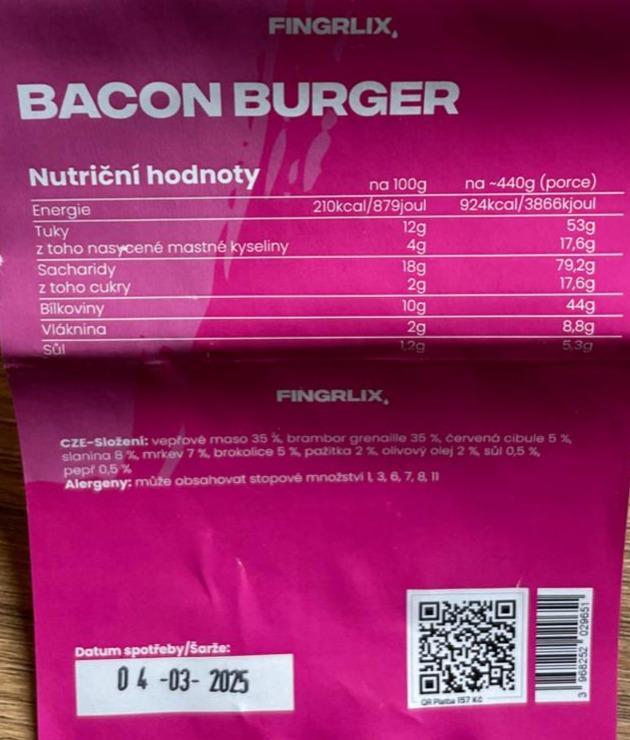 FINGRLIX,
BACON BURGER
Nutriční hodnoty na 100g na ~440g (porce)
Energie 210kcal/879joul 924kcal/3866kjoul
Tuky 12g 53g
z toho nasycené mastné kyseliny 4g 17,6g
Sacharidy 18g 79,2g
z toho cukry 2g 17,6g
Bílkoviny 10g 44g
Vláknina 2g 8,8g
Sůl 1,2g 5,3g
FINGRLIX,
CZE-Složení: vepřové maso 35 %, brambor grenaille 35 %, červená cibule 5 %,
slanina 8 %, mrkev 7 %, brokolice 5 %, pažitka 2 %, olivový olej 2 %, sůl 0,5 %,
pepř 0,5 %
Alergeny: může obsahovat stopové množství 1, 3, 6, 7, 8, 11
Datum spotřeby/Šarže:
04 -03- 2025
QR Platba 157 Kč
3 968252 029651